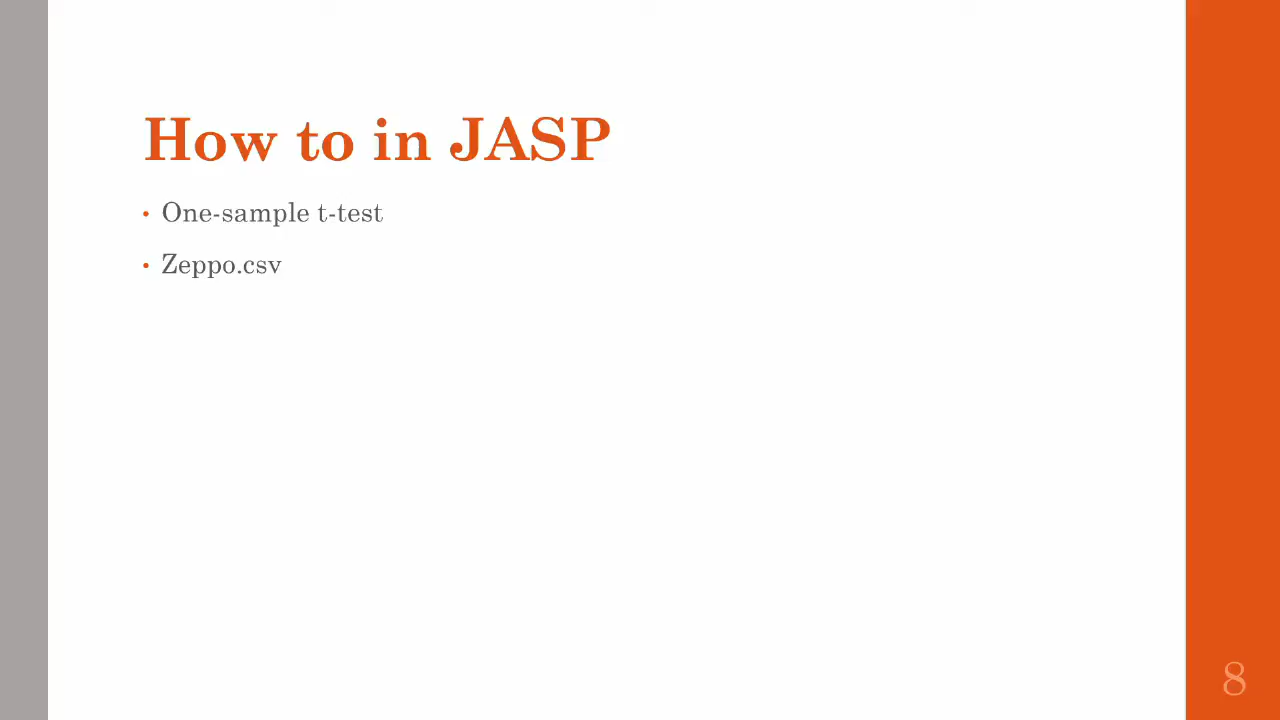 How to in JASP
• One-sample t-test
• Zeppo.csv
8